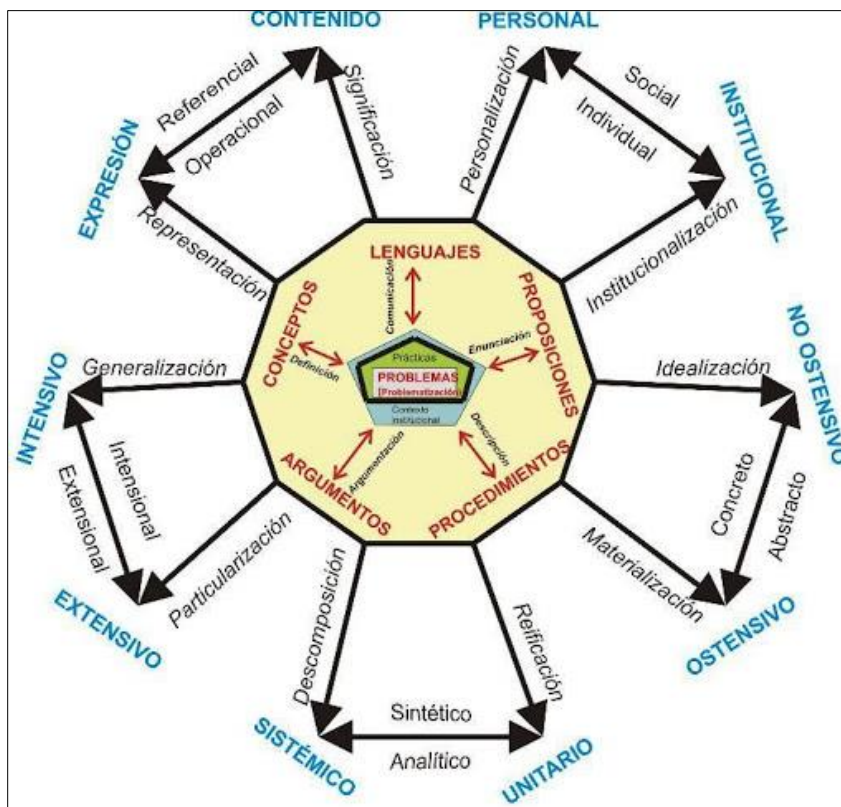 CONTENIDO
PERSONAL
Referencial
Operacional
Significación
EXPRESIÓN
Representación
Personalización
Social
Individual
INSTITUCIONAL
Institucionalización
LENGUAJES
Comunicación
CONCEPTOS
Definición
PROPOSICIONES
Enunciación
Prácticas
PROBLEMAS
[Problematización]
Contexto
Institucional
ARGUMENTOS
Argumentación
PROCEDIMIENTOS
Descripción
INTENSIVO
Generalización
Intensional
Extensional
EXTENSIVO
Particularización
NO OSTENSIVO
Idealización
Concreto
Abstracto
Materialización
OSTENSIVO
Descomposición
Reificación
Sintético
Analítico
SISTÉMICO
UNITARIO